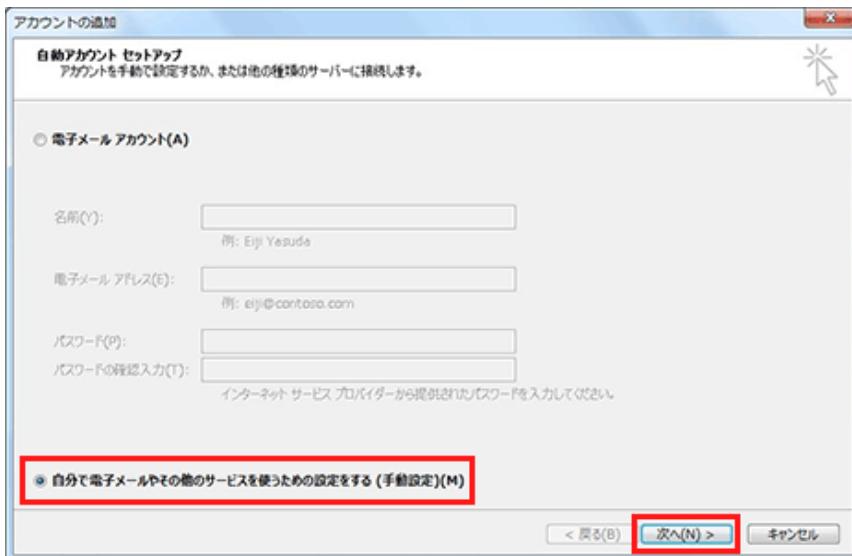 アカウントの追加
自動アカウント セットアップ
アカウントを手動で設定するか、または他の種類のサーバーに接続します。
電子メール アカウント(A)
名前(Y):
例: Eiji Yasuda
電子メール アドレス(E):
例: eiji@contoso.com
パスワード(P):
パスワードの確認入力(T):
インターネット サービス プロバイダーから提供されたパスワードを入力してください。
自分で電子メールやその他のサービスを使うための設定をする (手動設定)(M)
< 戻る(B) 次へ(N) > キャンセル